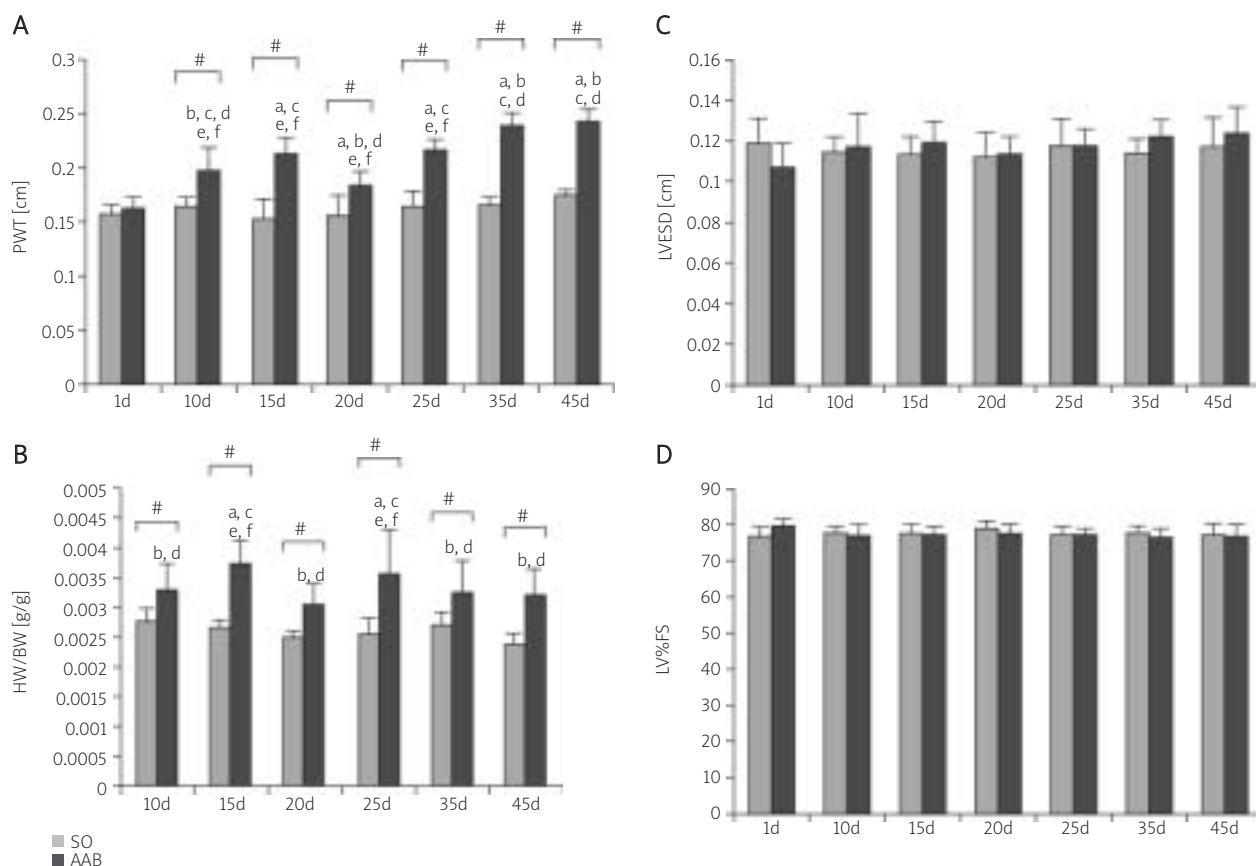 A
PWT [cm]
0.3
0.25
0.2
0.15
0.1
0.05
0
#
#
#
#
#
#
b, c, d
e, f
a, c
e, f
a, b, d
e, f
a, c
e, f
a, b
c, d
a, b
c, d
1d 10d 15d 20d 25d 35d 45d
B
HW/BW [g/g]
0.005
0.0045
0.004
0.0035
0.003
0.0025
0.002
0.0015
0.001
0.0005
0
#
#
#
#
#
#
b, d
a, c
e, f
b, d
a, c
e, f
b, d
b, d
10d 15d 20d 25d 35d 45d
SO
AAB
C
LVESD [cm]
0.16
0.14
0.12
0.1
0.08
0.06
0.04
0.02
0
1d 10d 15d 20d 25d 35d 45d
D
LV%FS
90
80
70
60
50
40
30
20
10
0
1d 10d 15d 20d 25d 35d 45d